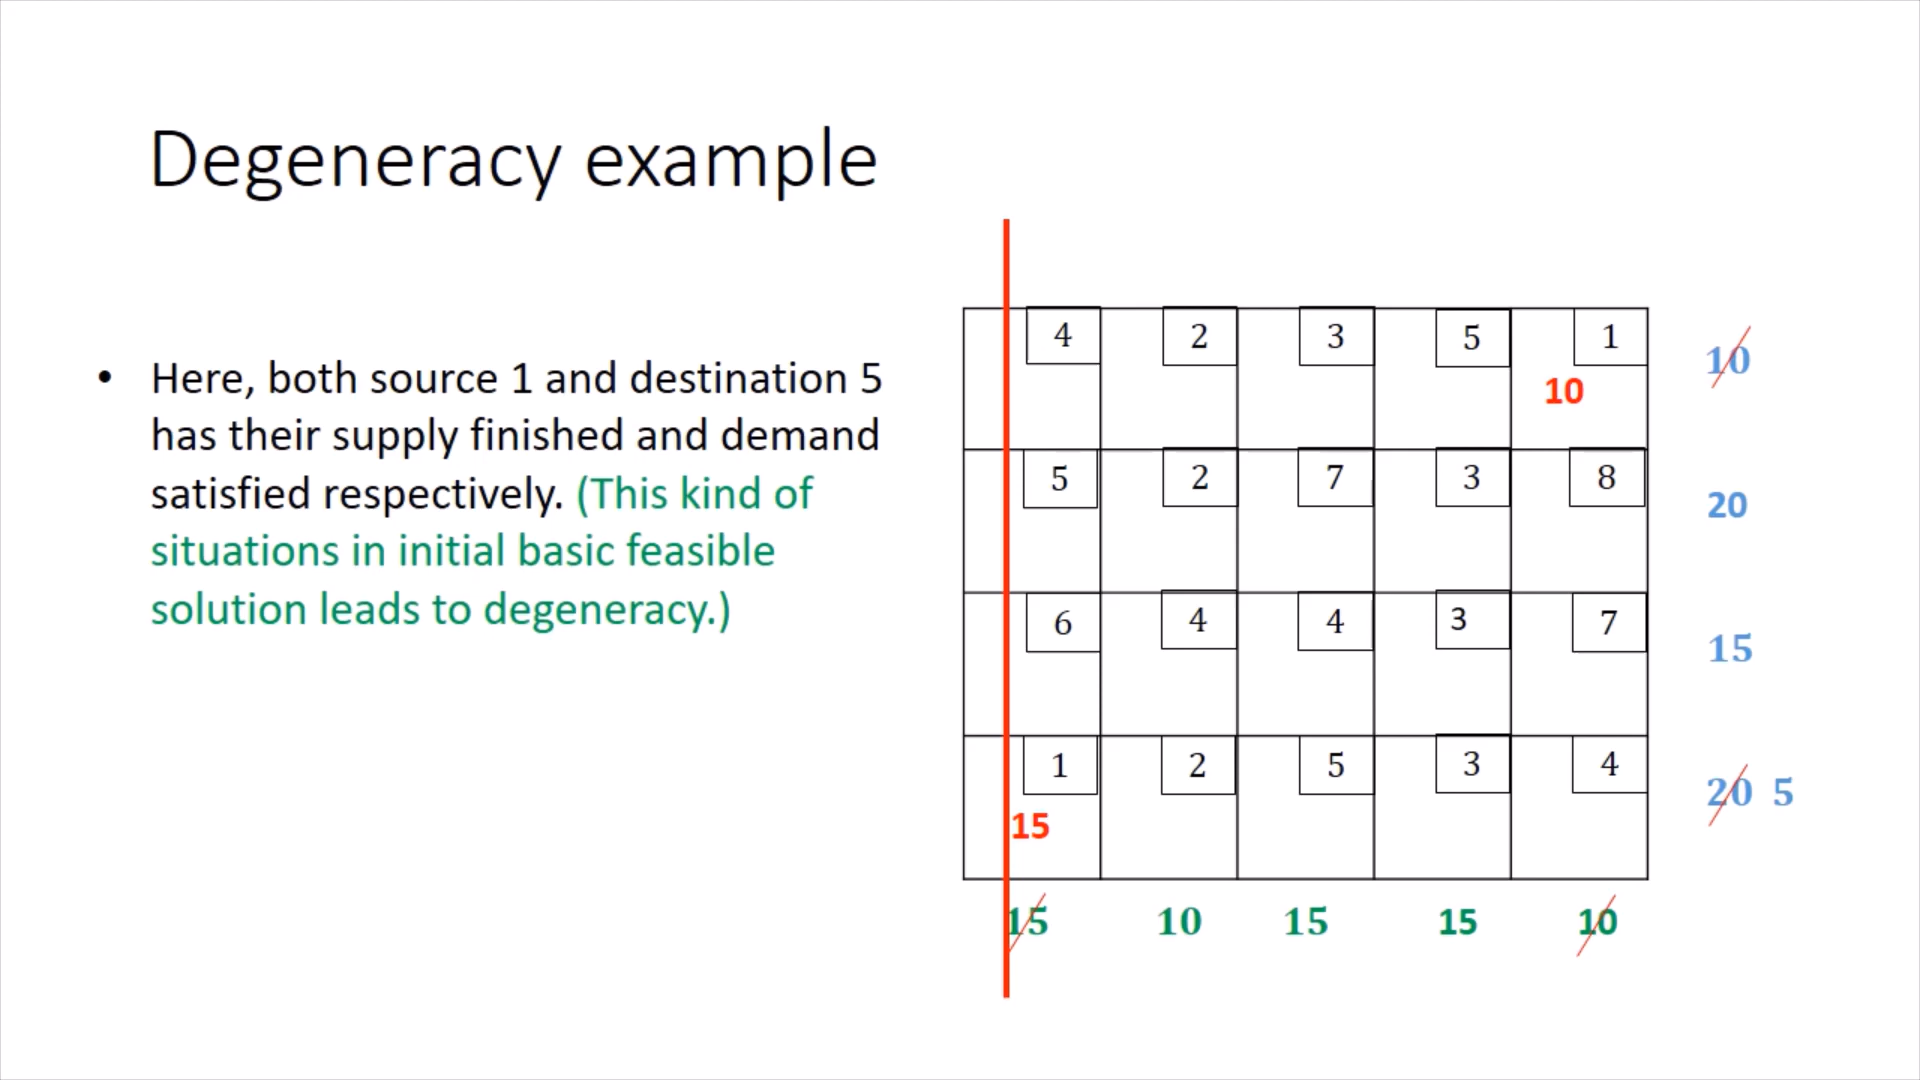 Degeneracy example
• Here, both source 1 and destination 5
has their supply finished and demand
satisfied respectively. (This kind of
situations in initial basic feasible
solution leads to degeneracy.)
4 2 3 5 1
10 10
5 2 7 3 8
20
6 4 4 3 7
15
1 2 5 3 4
20 5
15
15 10 15 15 10